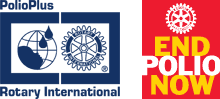 PolioPlus
®
Rotary International
END
POLIO
NOW